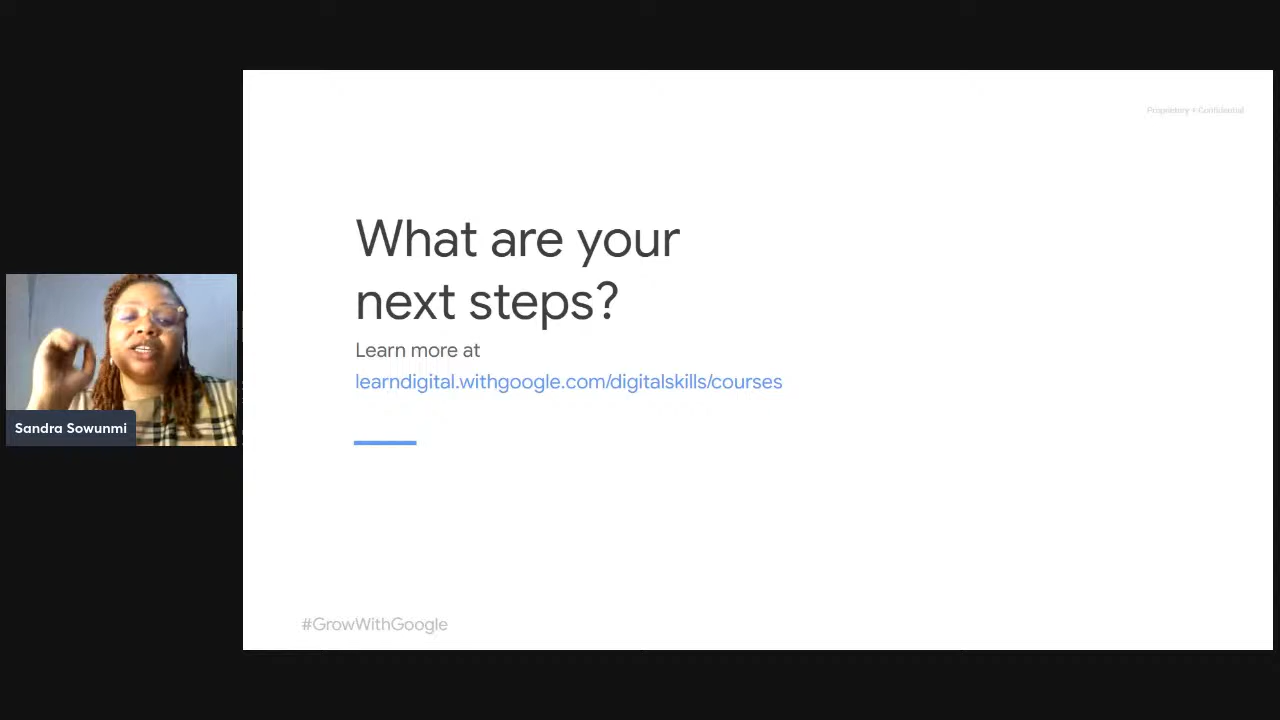 Proprietary + Confidential
What are your
next steps?
Learn more at
learndigital.withgoogle.com/digitalskills/courses
Sandra Sowunmi
#GrowWithGoogle